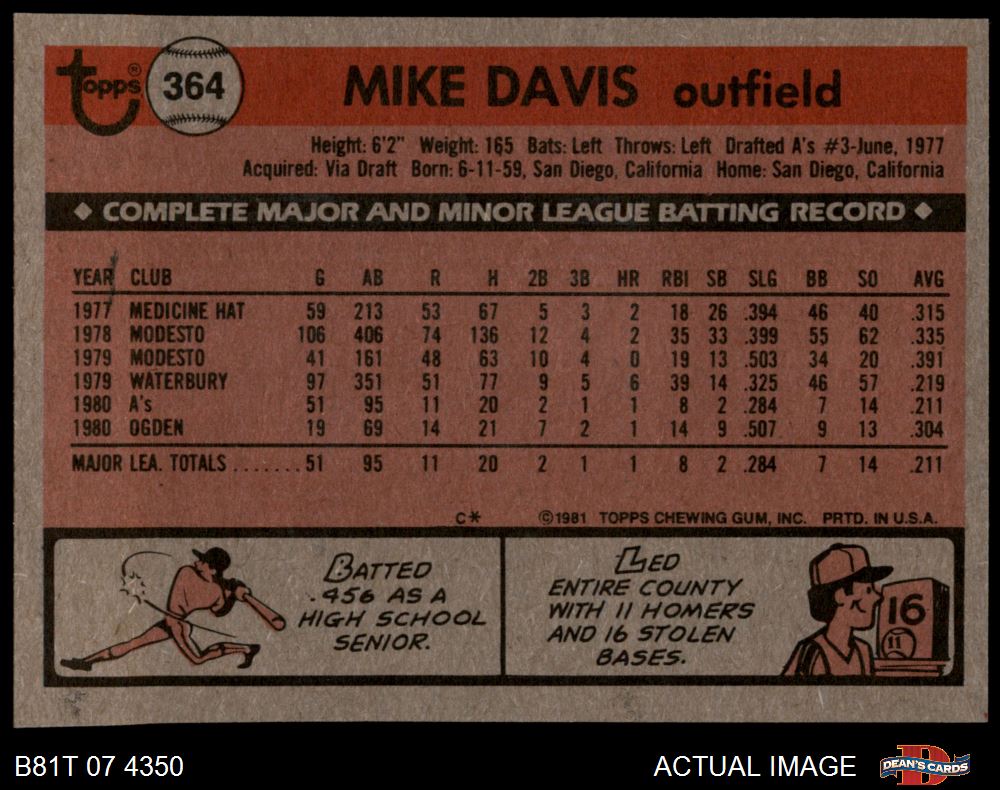 topps® 364 MIKE DAVIS outfield
Height: 6'2" Weight: 165 Bats: Left Throws: Left Drafted A's #3-June, 1977
Acquired: Via Draft Born: 6-11-59, San Diego, California Home: San Diego, California
◆ COMPLETE MAJOR AND MINOR LEAGUE BATTING RECORD ◆
YEAR CLUB G AB R H 2B 3B HR RBI SB SLG BB SO AVG
1977 MEDICINE HAT 59 213 53 67 5 3 2 18 26 .394 46 40 .315
1978 MODESTO 106 406 74 136 12 4 2 35 33 .399 55 62 .335
1979 MODESTO 41 161 48 63 10 4 0 19 13 .503 34 20 .391
1979 WATERBURY 97 351 51 77 9 5 6 39 14 .325 46 57 .219
1980 A's 51 95 11 20 2 1 1 8 2 .284 7 14 .211
1980 OGDEN 19 69 14 21 7 2 1 14 9 .507 9 13 .304
MAJOR LEA. TOTALS ....... 51 95 11 20 2 1 1 8 2 .284 7 14 .211
C* ©1981 TOPPS CHEWING GUM, INC. PRTD. IN U.S.A.
BATTED
.456 AS A
HIGH SCHOOL
SENIOR.
LED
ENTIRE COUNTY
WITH 11 HOMERS
AND 16 STOLEN
BASES.
16
11
B81T 07 4350 ACTUAL IMAGE DEAN'S CARDS